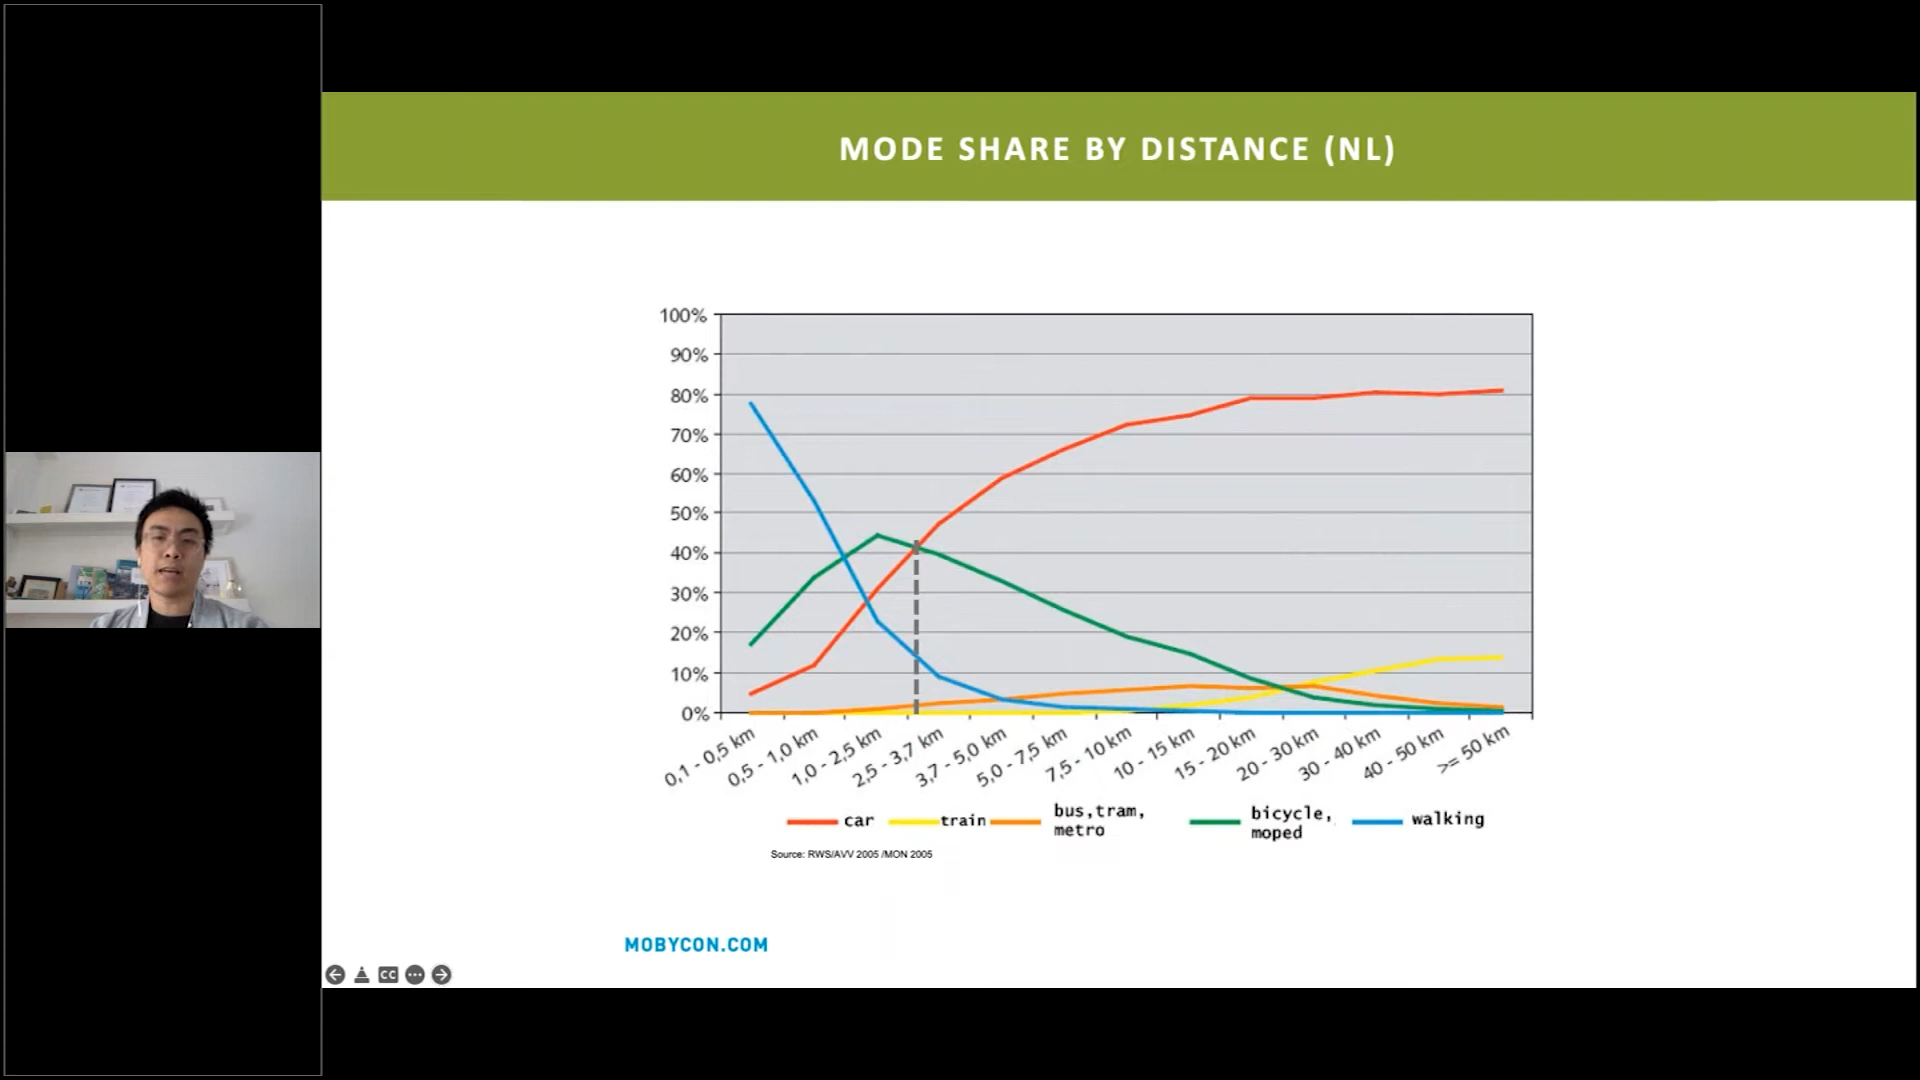 MODE SHARE BY DISTANCE (NL)
100%
90%
80%
70%
60%
50%
40%
30%
20%
10%
0%
0,1 - 0,5 km
0,5 - 1,0 km
1,0 - 2,5 km
2,5 - 3,7 km
3,7 - 5,0 km
5,0 - 7,5 km
7,5 - 10 km
10 - 15 km
15 - 20 km
20 - 30 km
30 - 40 km
40 - 50 km
>= 50 km
car
train
bus,tram,
metro
bicycle,
moped
walking
Source: RWS/AVV 2005 /MON 2005
MOBYCON.COM
CC